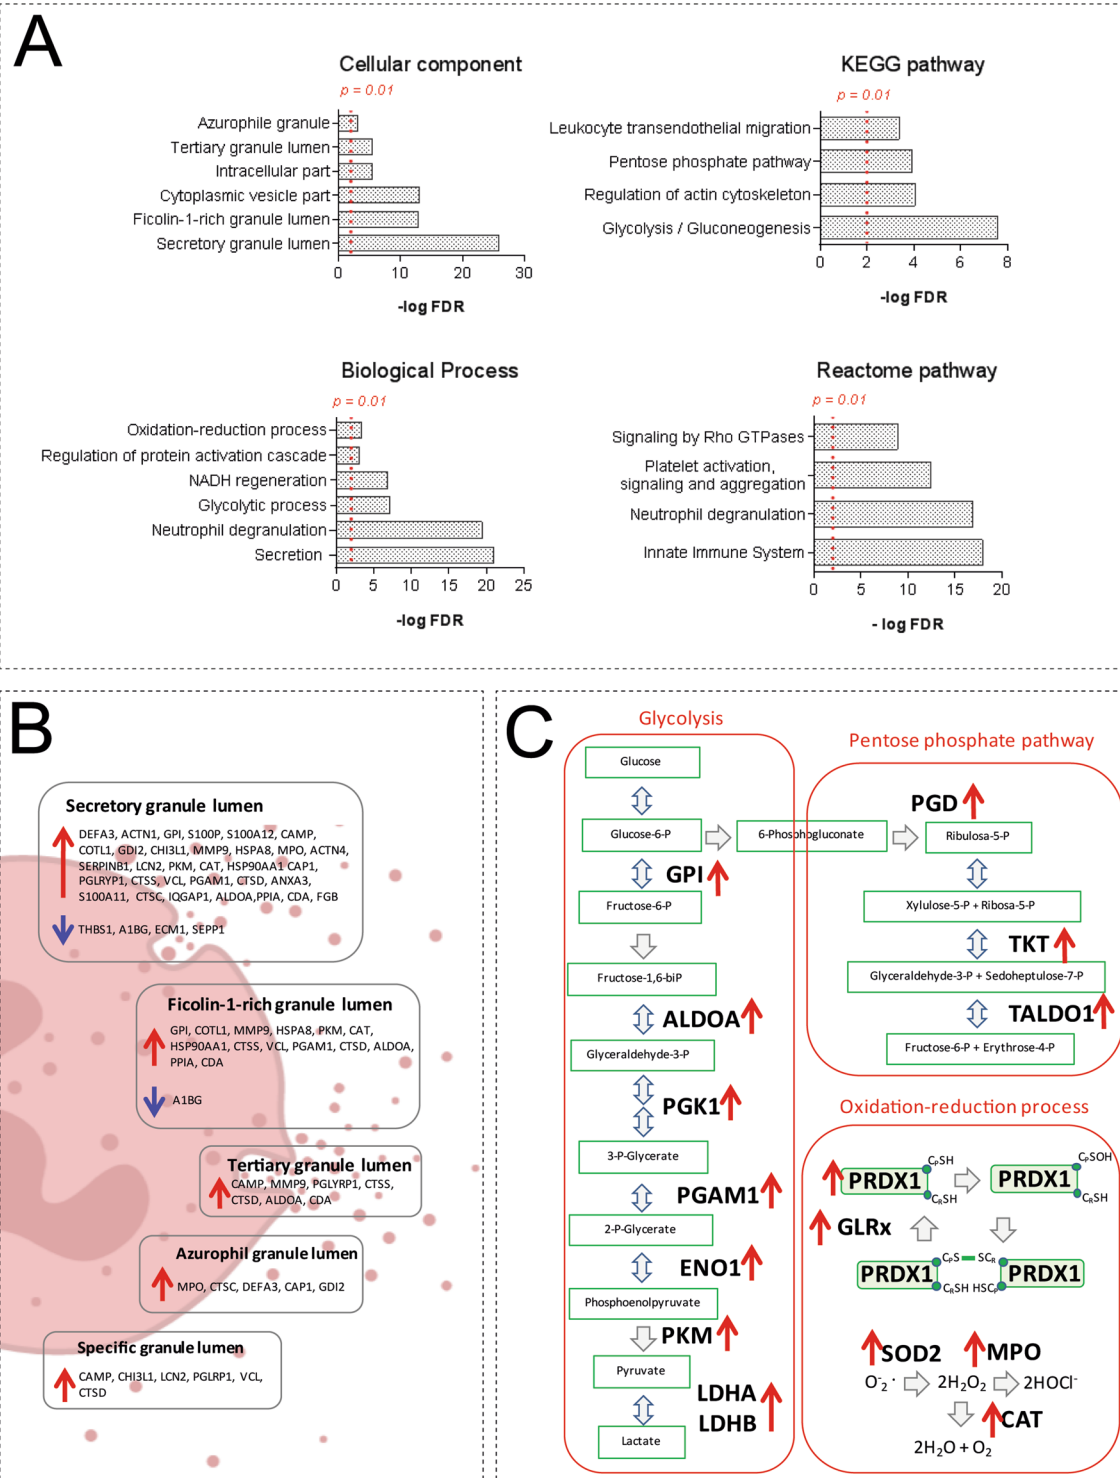 A
Cellular component
p = 0.01
Azurophile granule
Tertiary granule lumen
Intracellular part
Cytoplasmic vesicle part
Ficolin-1-rich granule lumen
Secretory granule lumen
0 10 20 30
-log FDR
KEGG pathway
p = 0.01
Leukocyte transendothelial migration
Pentose phosphate pathway
Regulation of actin cytoskeleton
Glycolysis / Gluconeogenesis
0 2 4 6 8
-log FDR
Biological Process
p = 0.01
Oxidation-reduction process
Regulation of protein activation cascade
NADH regeneration
Glycolytic process
Neutrophil degranulation
Secretion
0 5 10 15 20 25
-log FDR
Reactome pathway
p = 0.01
Signaling by Rho GTPases
Platelet activation,
signaling and aggregation
Neutrophil degranulation
Innate Immune System
0 5 10 15 20
- log FDR
B
Secretory granule lumen
DEFA3, ACTN1, GPI, S100P, S100A12, CAMP,
COTL1, GDI2, CHI3L1, MMP9, HSPA8, MPO, ACTN4,
SERPINB1, LCN2, PKM, CAT, HSP90AA1 CAP1,
PGLRYP1, CTSS, VCL, PGAM1, CTSD, ANXA3,
S100A11, CTSC, IQGAP1, ALDOA,PPIA, CDA, FGB
THBS1, A1BG, ECM1, SEPP1
Ficolin-1-rich granule lumen
GPI, COTL1, MMP9, HSPA8, PKM, CAT,
HSP90AA1, CTSS, VCL, PGAM1, CTSD, ALDOA,
PPIA, CDA
A1BG
Tertiary granule lumen
CAMP, MMP9, PGLYRP1, CTSS,
CTSD, ALDOA, CDA
Azurophil granule lumen
MPO, CTSC, DEFA3, CAP1, GDI2
Specific granule lumen
CAMP, CHI3L1, LCN2, PGLRP1, VCL,
CTSD
C
Glycolysis
Glucose
Glucose-6-P
GPI
Fructose-6-P
Fructose-1,6-biP
ALDOA
Glyceraldehyde-3-P
PGK1
3-P-Glycerate
PGAM1
2-P-Glycerate
ENO1
Phosphoenolpyruvate
PKM
Pyruvate
LDHA
LDHB
Lactate
Pentose phosphate pathway
PGD
6-Phosphogluconate
Ribulosa-5-P
Xylulose-5-P + Ribosa-5-P
TKT
Glyceraldehyde-3-P + Sedoheptulose-7-P
TALDO1
Fructose-6-P + Erythrose-4-P
Oxidation-reduction process
PRDX1 CPSH CRSH
PRDX1 CPSOH CRSH
GLRx
PRDX1 CPS SCR PRDX1
CRSH HSCP
SOD2 MPO
O-2 · 2H2O2 2HOCl-
CAT
2H2O + O2